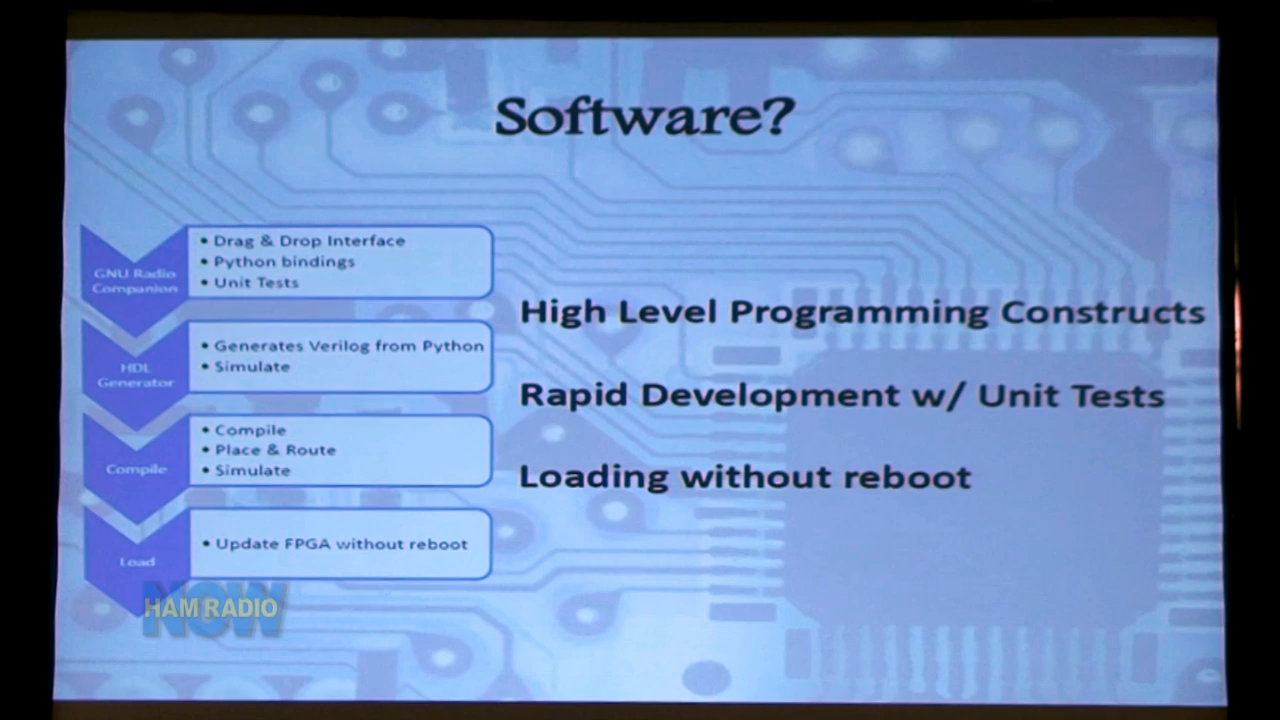 Software?
GNU Radio
Companion
• Drag & Drop Interface
• Python bindings
• Unit Tests
HDL
Generator
• Generates Verilog from Python
• Simulate
Compile
• Compile
• Place & Route
• Simulate
Load
• Update FPGA without reboot
High Level Programming Constructs
Rapid Development w/ Unit Tests
Loading without reboot
HAM RADIO
NOW